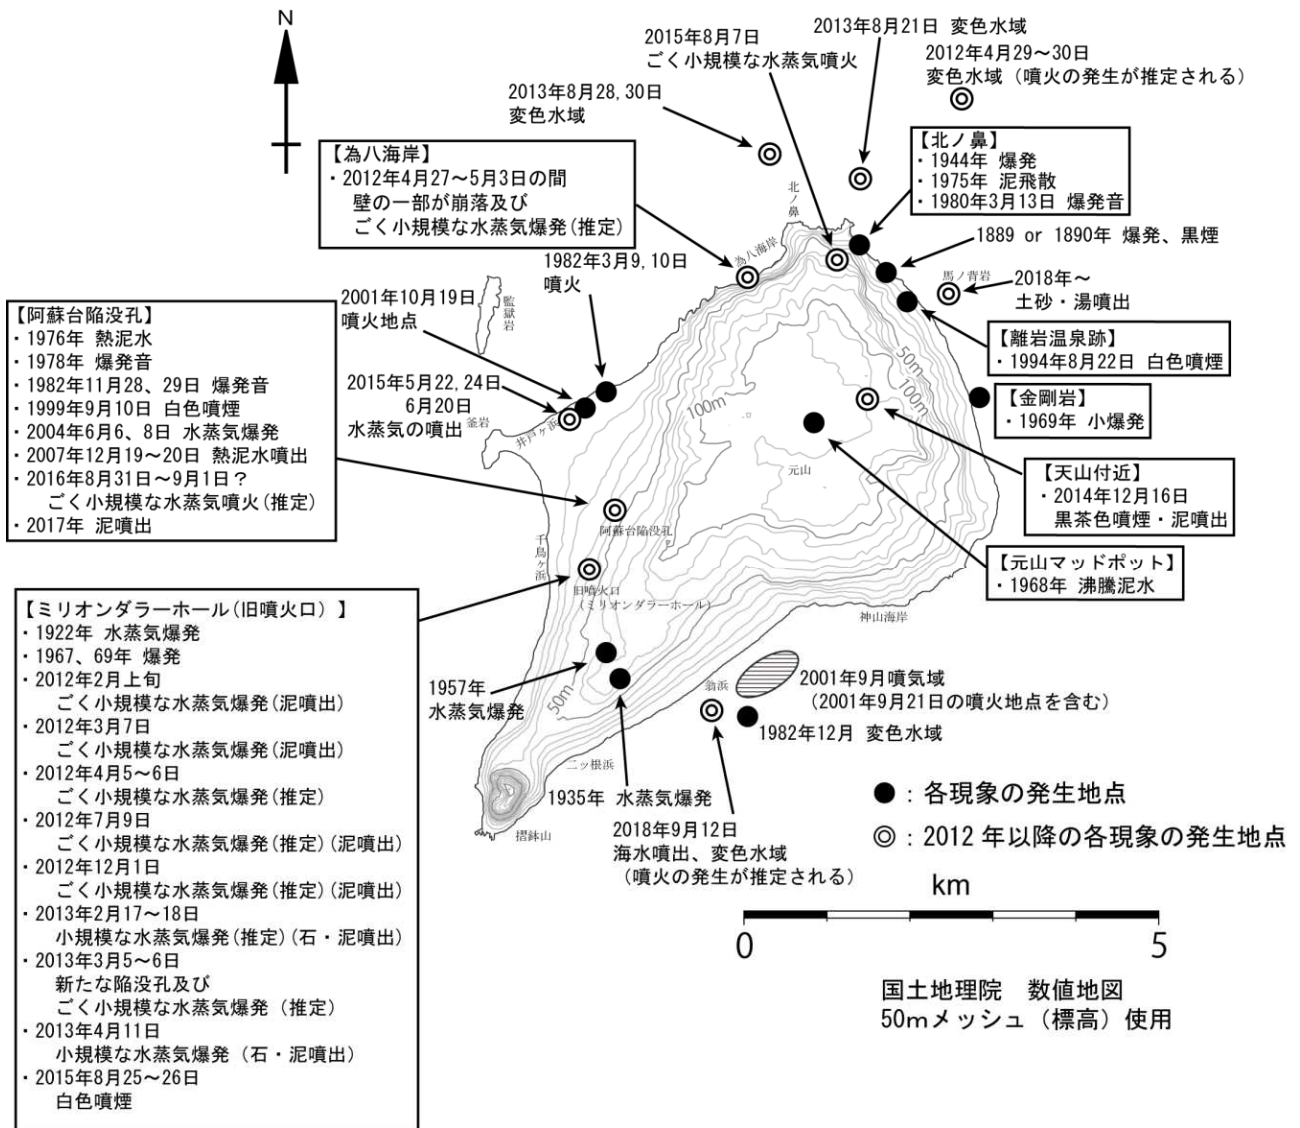 N
2015年8月7日
ごく小規模な水蒸気噴火
2013年8月21日 変色水域
2012年4月29～30日
変色水域（噴火の発生が推定される）
2013年8月28,30日
変色水域
【為八海岸】
・2012年4月27～5月3日の間
壁の一部が崩落及び
ごく小規模な水蒸気爆発(推定)
【北ノ鼻】
・1944年 爆発
・1975年 泥飛散
・1980年3月13日 爆発音
北ノ鼻
為八海岸
1889 or 1890年 爆発、黒煙
馬ノ背岩
2018年～
土砂・湯噴出
1982年3月9,10日
噴火
2001年10月19日
噴火地点
監獄岩
2015年5月22,24日
6月20日
水蒸気の噴出
釜岩
井戸ヶ浜
【離岩温泉跡】
・1994年8月22日 白色噴煙
【金剛岩】
・1969年 小爆発
50m
100m
100m
元山
【阿蘇台陥没孔】
・1976年 熱泥水
・1978年 爆発音
・1982年11月28、29日 爆発音
・1999年9月10日 白色噴煙
・2004年6月6、8日 水蒸気爆発
・2007年12月19～20日 熱泥水噴出
・2016年8月31日～9月1日？
ごく小規模な水蒸気噴火(推定)
・2017年 泥噴出
【天山付近】
・2014年12月16日
黒茶色噴煙・泥噴出
【元山マッドポット】
・1968年 沸騰泥水
阿蘇台陥没孔
千鳥ヶ浜
旧噴火口
（ミリオンダラーホール）
神山海岸
【ミリオンダラーホール(旧噴火口) 】
・1922年 水蒸気爆発
・1967、69年 爆発
・2012年2月上旬
ごく小規模な水蒸気爆発(泥噴出)
・2012年3月7日
ごく小規模な水蒸気爆発(泥噴出)
・2012年4月5～6日
ごく小規模な水蒸気爆発(推定)
・2012年7月9日
ごく小規模な水蒸気爆発(推定)(泥噴出)
・2012年12月1日
ごく小規模な水蒸気爆発(推定)(泥噴出)
・2013年2月17～18日
小規模な水蒸気爆発(推定)(石・泥噴出)
・2013年3月5～6日
新たな陥没孔及び
ごく小規模な水蒸気爆発（推定）
・2013年4月11日
小規模な水蒸気爆発（石・泥噴出）
・2015年8月25～26日
白色噴煙
1957年
水蒸気爆発
50m
翁浜
2001年9月噴気域
（2001年9月21日の噴火地点を含む）
1982年12月 変色水域
二ッ根浜
1935年 水蒸気爆発
摺鉢山
2018年9月12日
海水噴出、変色水域
（噴火の発生が推定される）
●：各現象の発生地点
◎：2012年以降の各現象の発生地点
km
0 5
国土地理院 数値地図
50mメッシュ（標高）使用